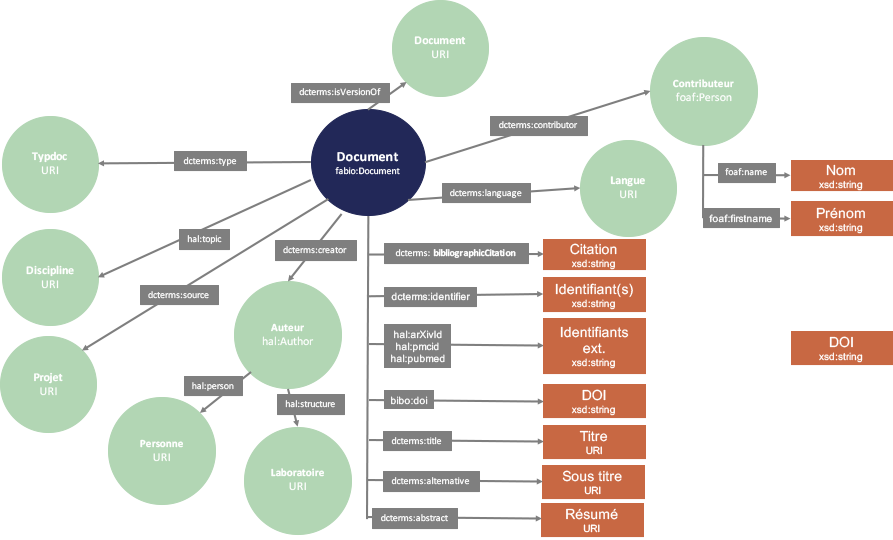 Document
URI
dcterms:isVersionOf
Contributeur
foaf:Person
dcterms:contributor
Typdoc
URI
dcterms:type
Document
fabio:Document
foaf:name
Nom
xsd:string
dcterms:language
Langue
URI
foaf:firstname
Prénom
xsd:string
hal:topic
dcterms:creator
dcterms: bibliographicCitation
Citation
xsd:string
Discipline
URI
dcterms:source
dcterms:identifier
Identifiant(s)
xsd:string
Auteur
hal:Author
hal:arXivId
hal:pmcid
hal:pubmed
Identifiants
ext.
xsd:string
DOI
xsd:string
Projet
URI
hal:person
hal:structure
bibo:doi
DOI
xsd:string
Personne
URI
dcterms:title
Titre
URI
Laboratoire
URI
dcterms:alternative
Sous titre
URI
dcterms:abstract
Résumé
URI